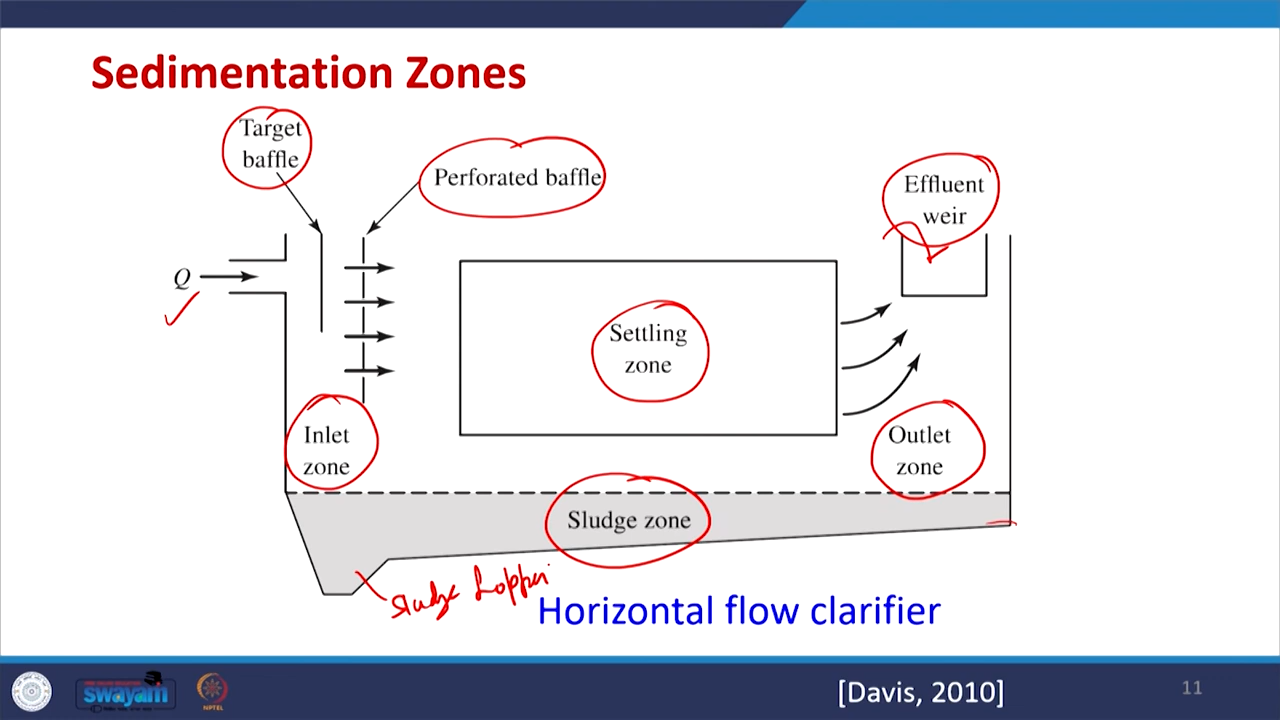 Sedimentation Zones
Target
baffle
Perforated baffle
Effluent
weir
Q
Settling
zone
Inlet
zone
Outlet
zone
Sludge zone
Sludge hopper
Horizontal flow clarifier
swayam
NPTEL
[Davis, 2010]
11